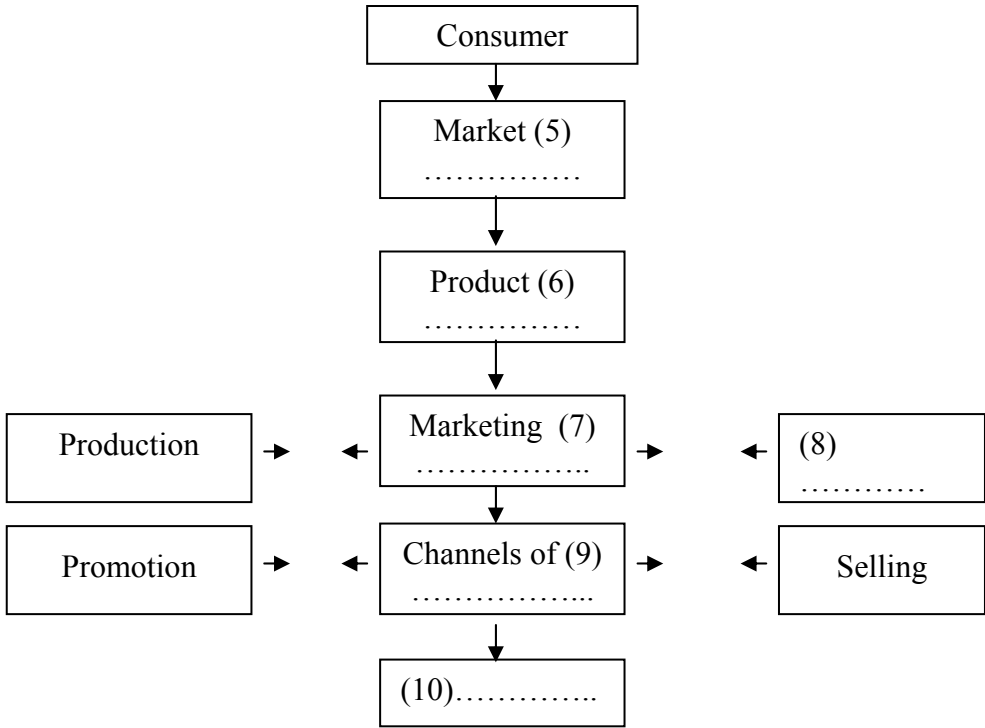 Consumer
Market (5)
……………
Product (6)
……………
Production
Marketing  (7)
……………..
(8)
…………
Promotion
Channels of (9)
……………...
Selling
(10)…………..